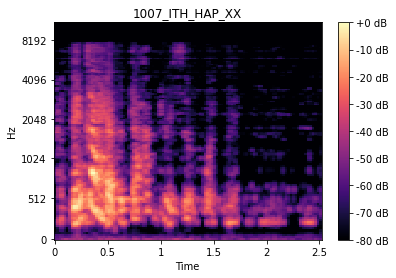 1007_ITH_HAP_XX
8192
4096
2048
1024
512
0
Hz
0
0.5
1
1.5
2
2.5
Time
+0 dB
-10 dB
-20 dB
-30 dB
-40 dB
-50 dB
-60 dB
-70 dB
-80 dB